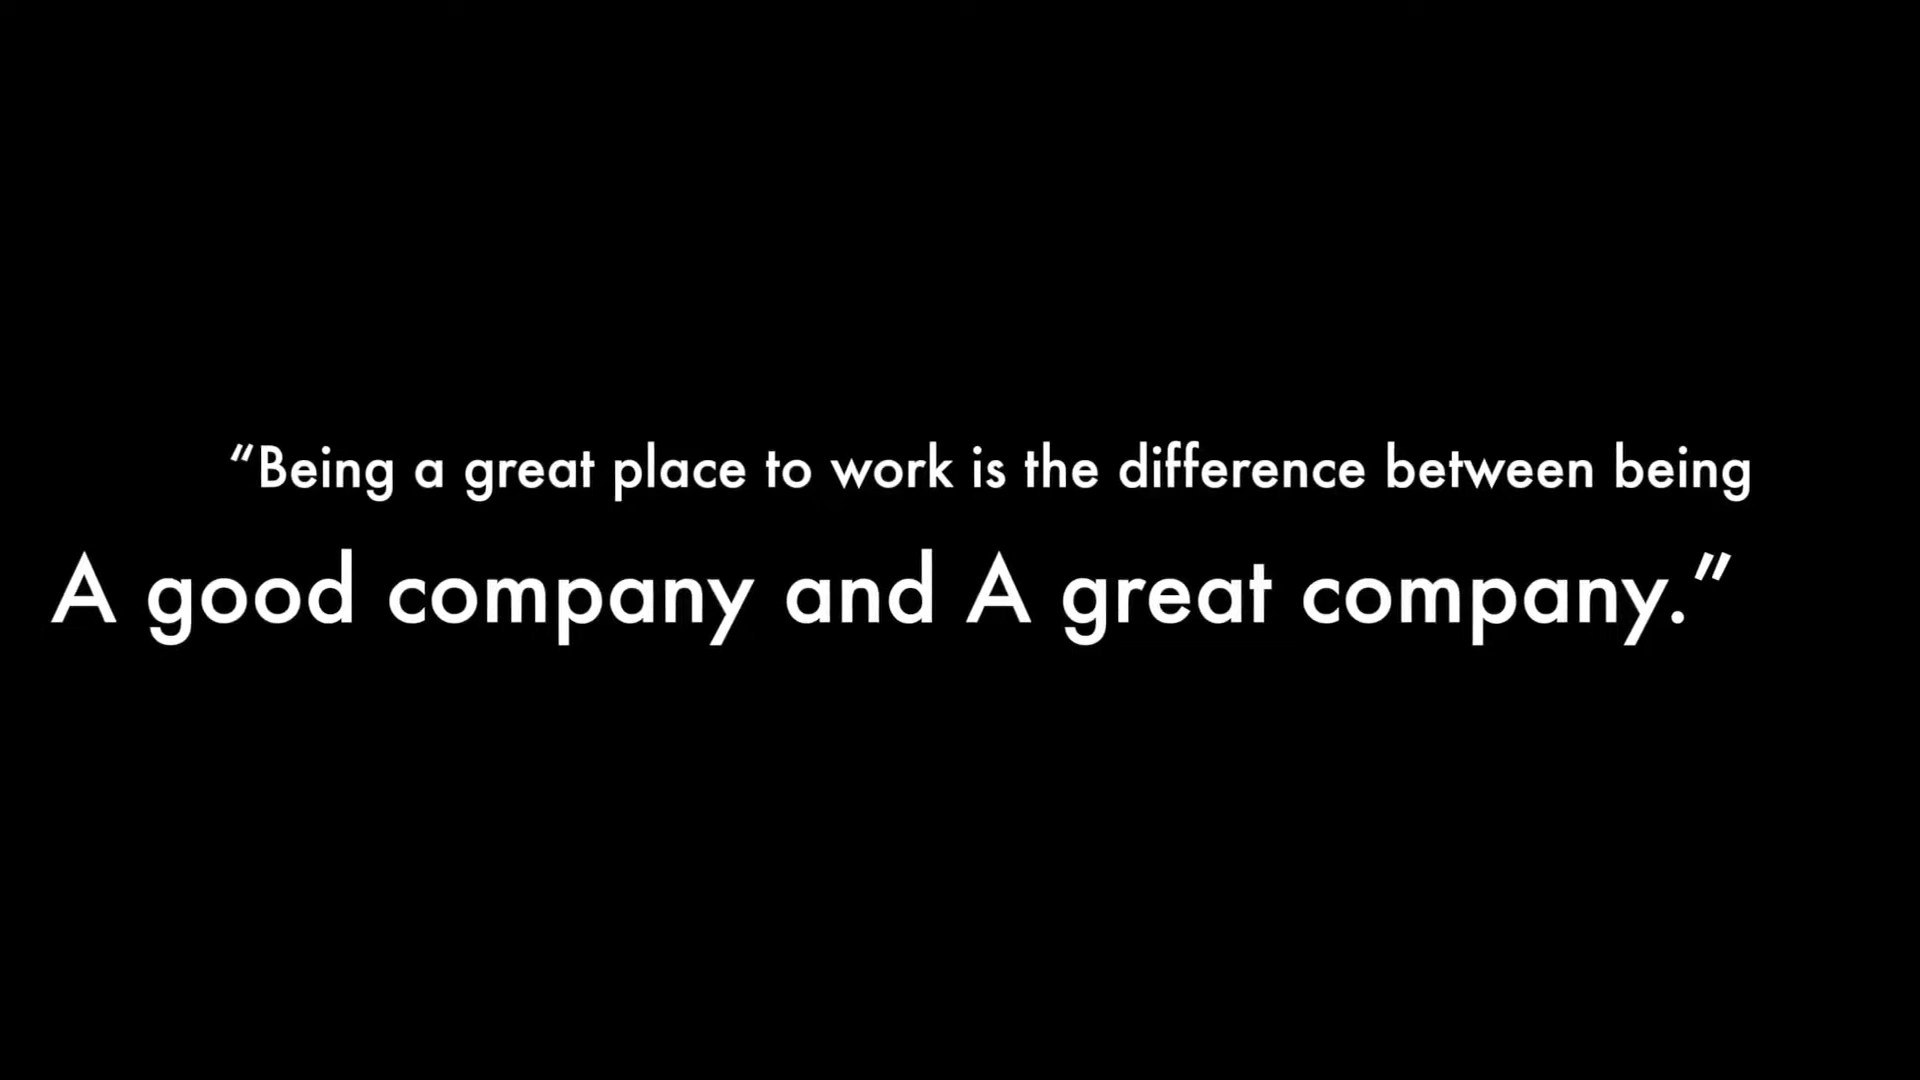 “Being a great place to work is the difference between being
A good company and A great company.”